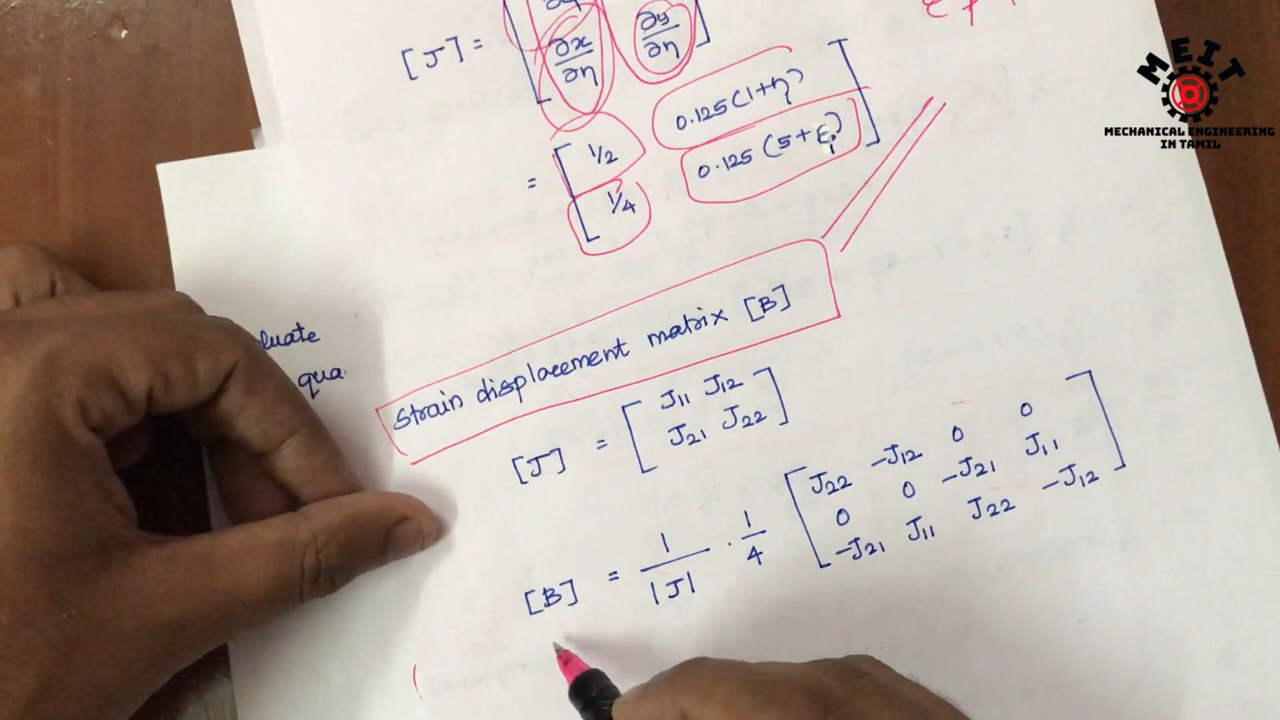 [J] = [ ∂x/∂η ∂y/∂η ]
= [ 1/2 0.125 (1+η)
1/4 0.125 (5+ε) ]
MEIT
MECHANICAL ENGINEERING
IN TAMIL
luate
qua
Strain displacement matrix [B]
[J] = [ J11 J12
J21 J22 ]
[B] = 1/|J| · 1/4 [ J22 -J12 0 0
0 0 -J21 J11
-J21 J11 J22 -J12 ]